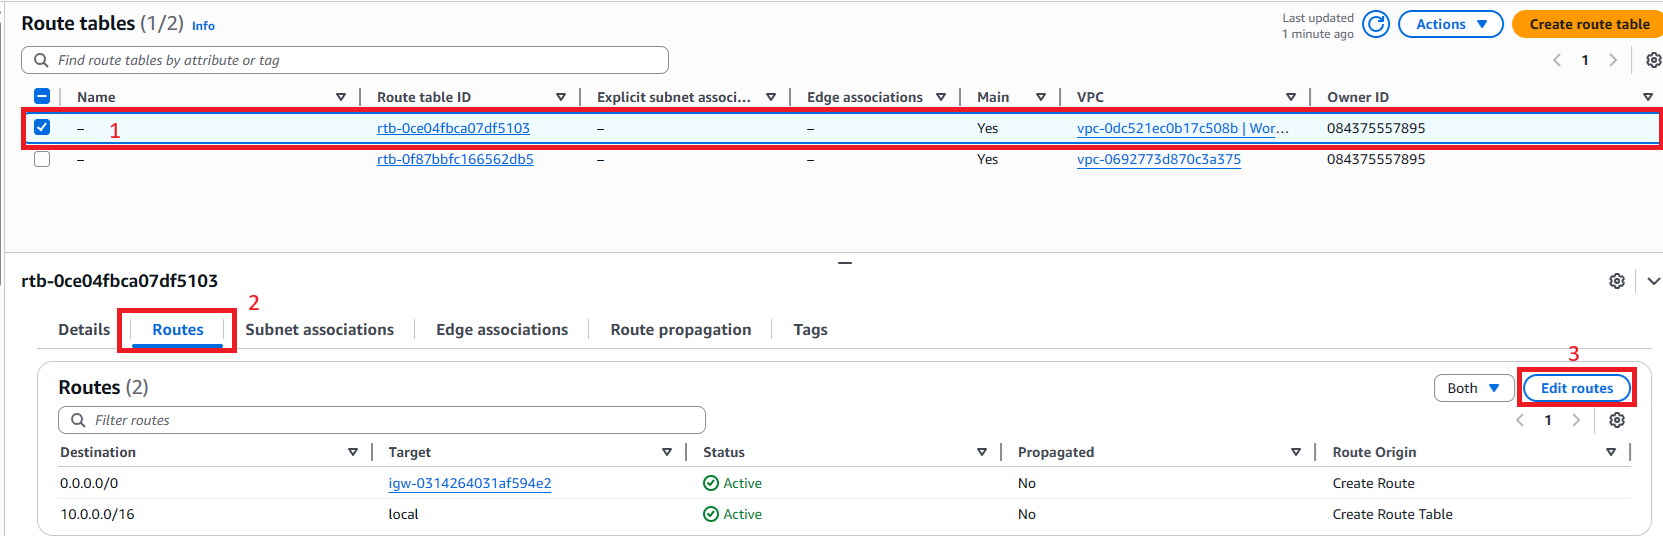 Route tables (1/2) Info
Last updated
1 minute ago
Actions
Create route table
Find route tables by attribute or tag
1
Name Route table ID Explicit subnet associ... Edge associations Main VPC Owner ID
– 1 rtb-0ce04fbca07df5103 – – Yes vpc-0dc521ec0b17c508b | Wor... 084375557895
– rtb-0f87bbfc166562db5 – – Yes vpc-0692773d870c3a375 084375557895
rtb-0ce04fbca07df5103
2
Details Routes Subnet associations Edge associations Route propagation Tags
3
Routes (2) Both Edit routes
Filter routes 1
Destination Target Status Propagated Route Origin
0.0.0.0/0 igw-0314264031af594e2 Active No Create Route
10.0.0.0/16 local Active No Create Route Table